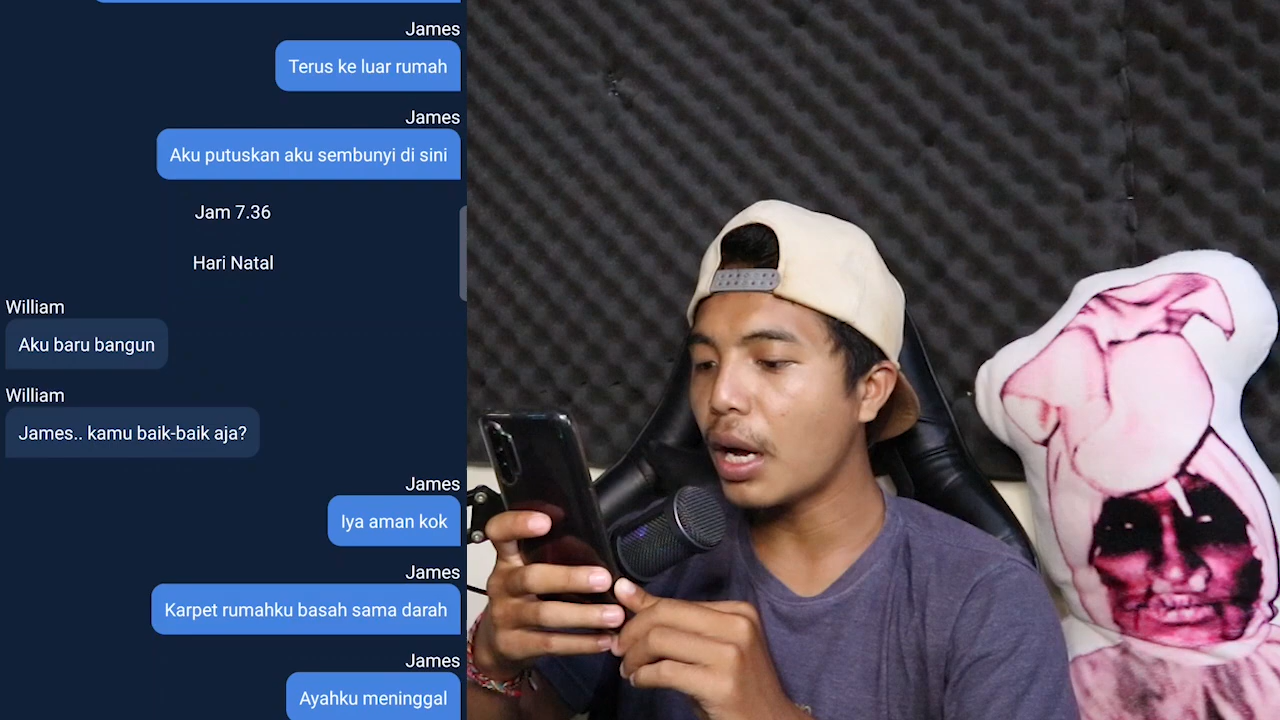 James
Terus ke luar rumah
James
Aku putuskan aku sembunyi di sini
Jam 7.36
Hari Natal
William
Aku baru bangun
William
James.. kamu baik-baik aja?
James
Iya aman kok
James
Karpet rumahku basah sama darah
James
Ayahku meninggal